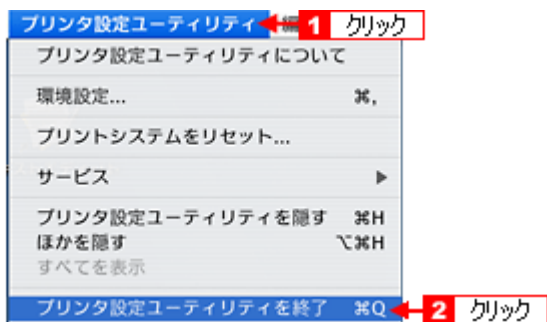 プリンタ設定ユーティリティ 1 クリック
プリンタ設定ユーティリティについて
環境設定... ⌘,
プリントシステムをリセット...
サービス ▶
プリンタ設定ユーティリティを隠す ⌘H
ほかを隠す ⌥⌘H
すべてを表示
プリンタ設定ユーティリティを終了 ⌘Q 2 クリック